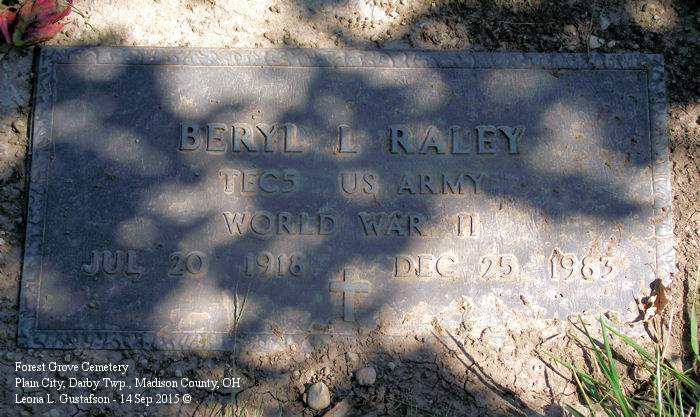 BERYL L RALEY
TEC5 US ARMY
WORLD WAR II
JUL 20 1918 DEC 25 1983
Forest Grove Cemetery
Plain City, Darby Twp., Madison County, OH
Leona L. Gustafson - 14 Sep 2015 ©